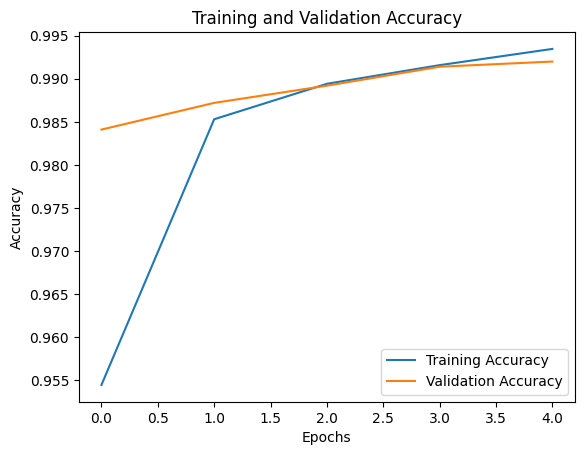 Training and Validation Accuracy
0.995
0.990
0.985
0.980
0.975
0.970
0.965
0.960
0.955
Accuracy
Training Accuracy
Validation Accuracy
0.0 0.5 1.0 1.5 2.0 2.5 3.0 3.5 4.0
Epochs